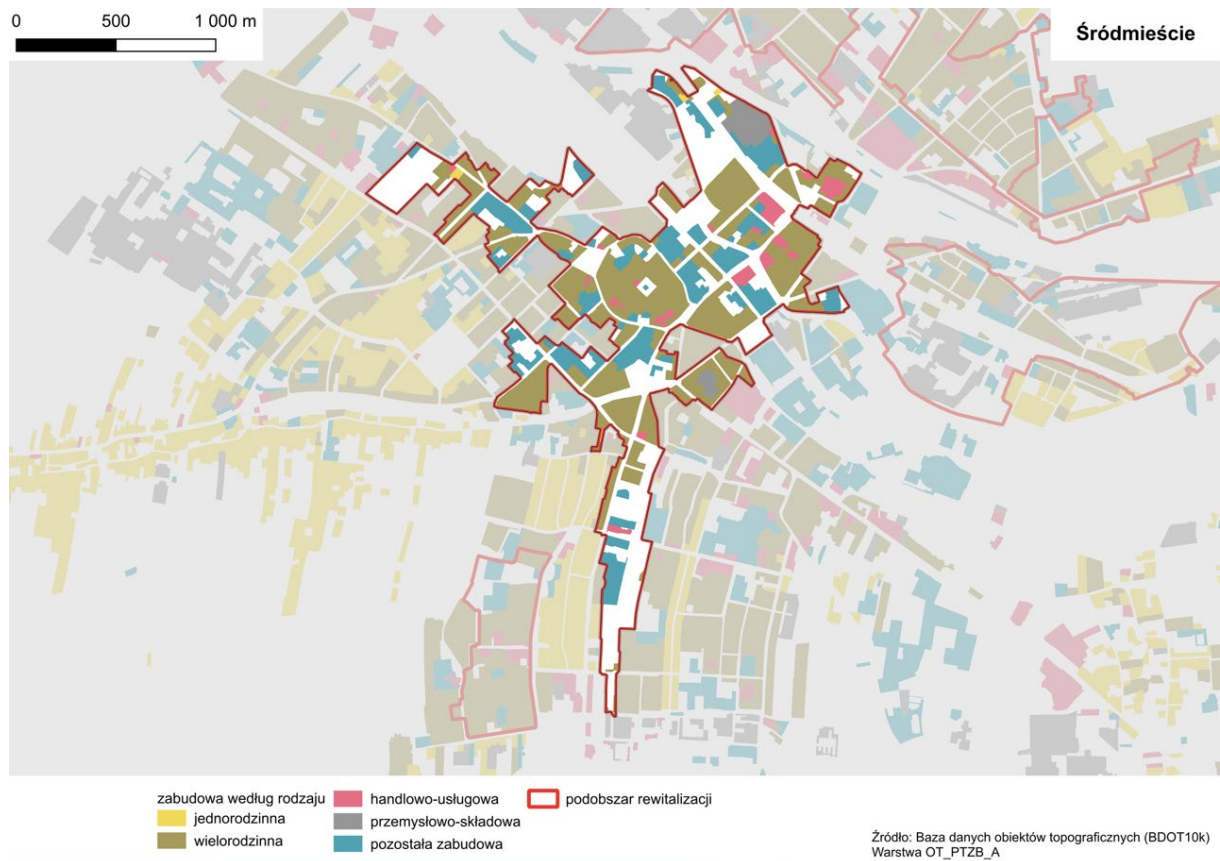 0 500 1 000 m
Śródmieście
zabudowa według rodzaju
jednorodzinna
wielorodzinna
handlowo-usługowa
przemysłowo-składowa
pozostała zabudowa
podobszar rewitalizacji
Źródło: Baza danych obiektów topograficznych (BDOT10k)
Warstwa OT_PTZB_A